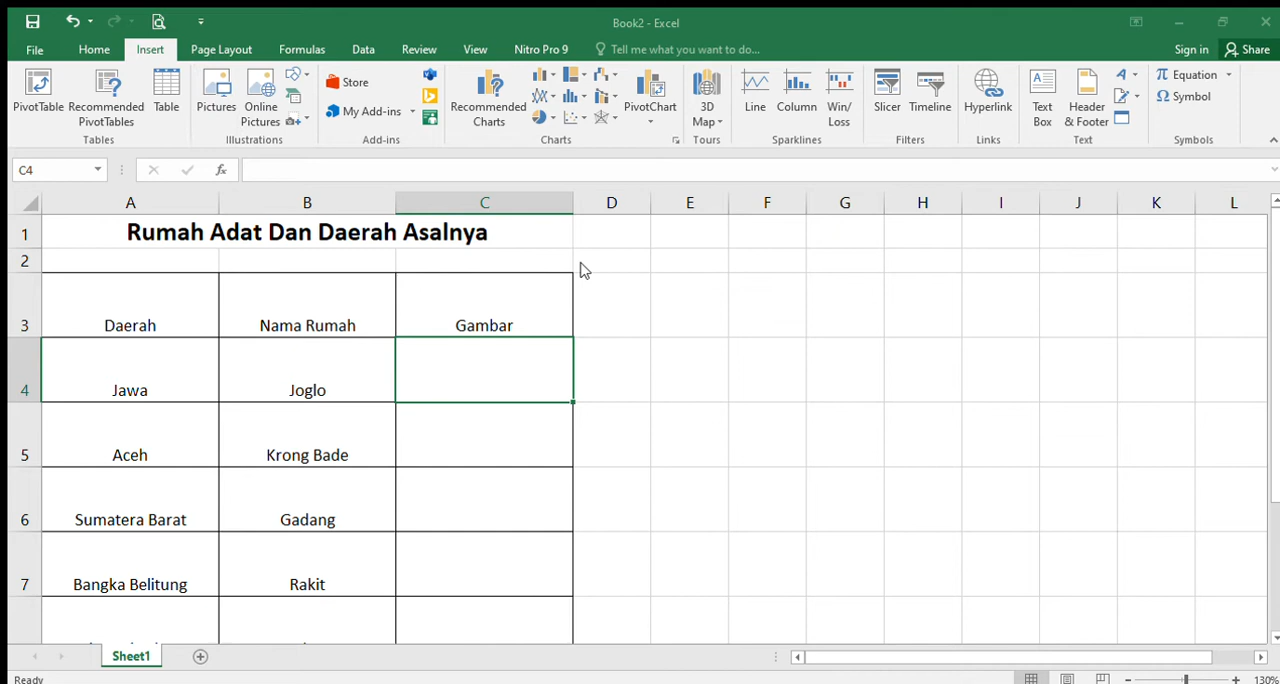 Book2 - Excel
File Home Insert Page Layout Formulas Data Review View Nitro Pro 9 Tell me what you want to do... Sign in Share
PivotTable Recommended PivotTables Table
Tables
Pictures Online Pictures
Illustrations
Store
My Add-ins
Add-ins
Recommended Charts
PivotChart
Charts
3D Map
Tours
Line Column Win/ Loss
Sparklines
Slicer Timeline
Filters
Hyperlink
Links
Text Box Header & Footer
Text
Equation
Symbol
Symbols
C4 fx
A B C D E F G H I J K L
1 Rumah Adat Dan Daerah Asalnya
2
3 Daerah Nama Rumah Gambar
4 Jawa Joglo
5 Aceh Krong Bade
6 Sumatera Barat Gadang
7 Bangka Belitung Rakit
Sheet1
Ready 130%